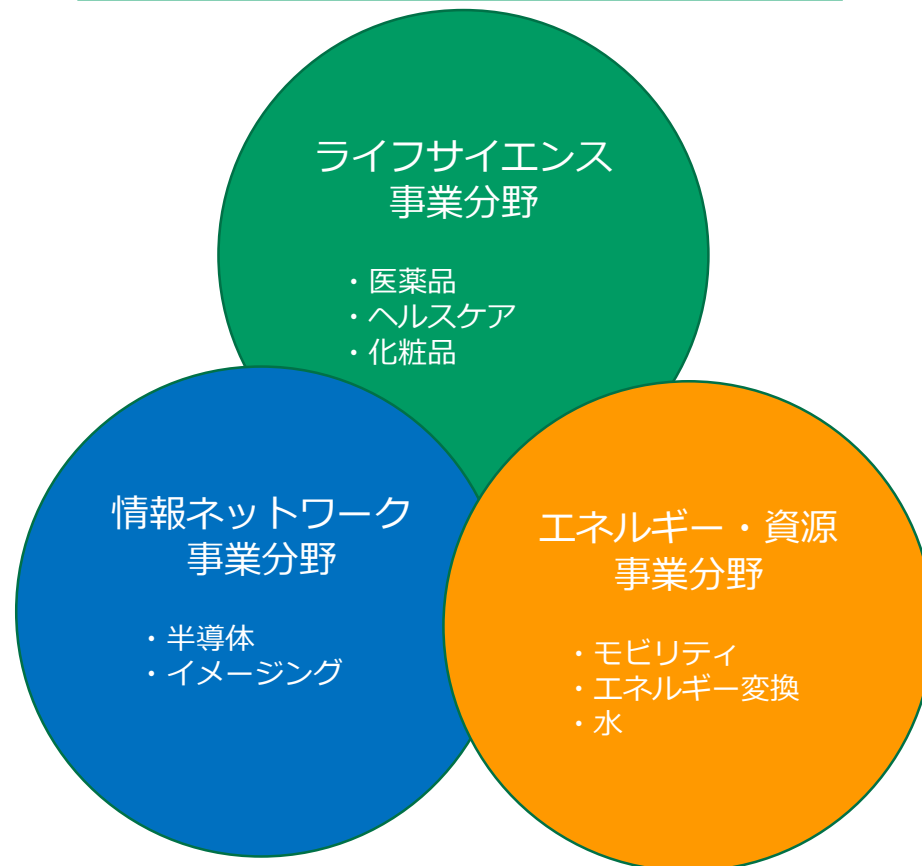 ライフサイエンス
事業分野
・医薬品
・ヘルスケア
・化粧品
情報ネットワーク
事業分野
・半導体
・イメージング
エネルギー・資源
事業分野
・モビリティ
・エネルギー変換
・水